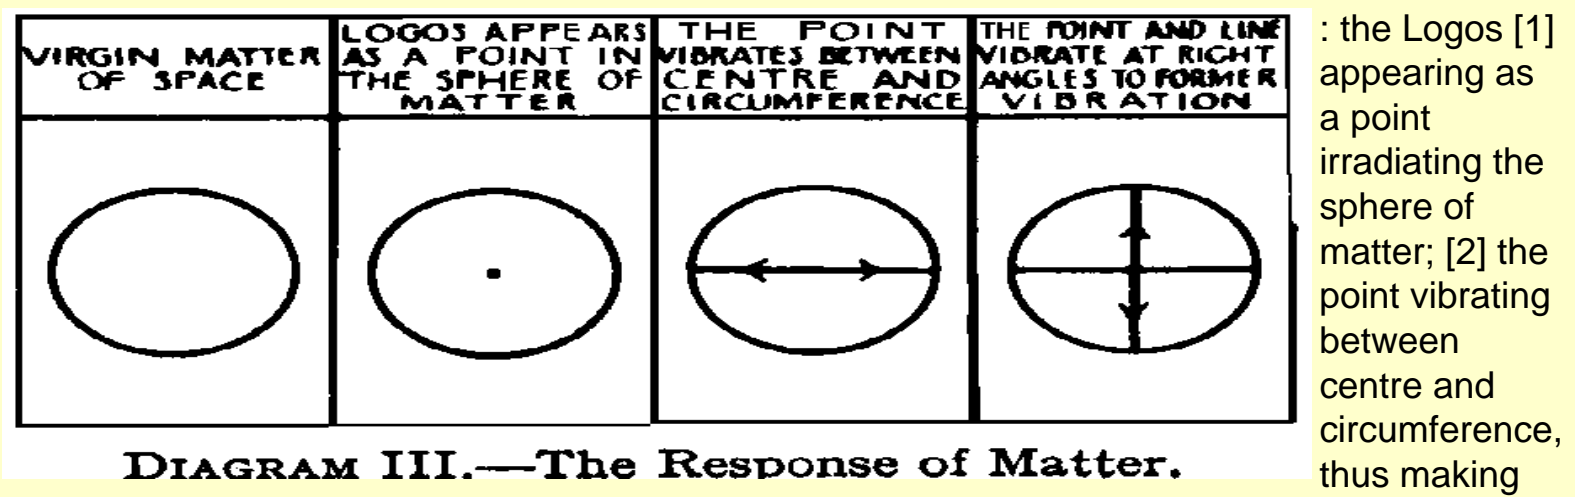 VIRGIN MATTER
OF SPACE
LOGOS APPEARS
AS A POINT IN
THE SPHERE OF
MATTER
THE POINT
VIBRATES BETWEEN
CENTRE AND
CIRCUMFERENCE
THE POINT AND LINE
VIBRATE AT RIGHT
ANGLES TO FORMER
VIBRATION
DIAGRAM III.—The Response of Matter.
: the Logos [1]
appearing as
a point
irradiating the
sphere of
matter; [2] the
point vibrating
between
centre and
circumference,
thus making